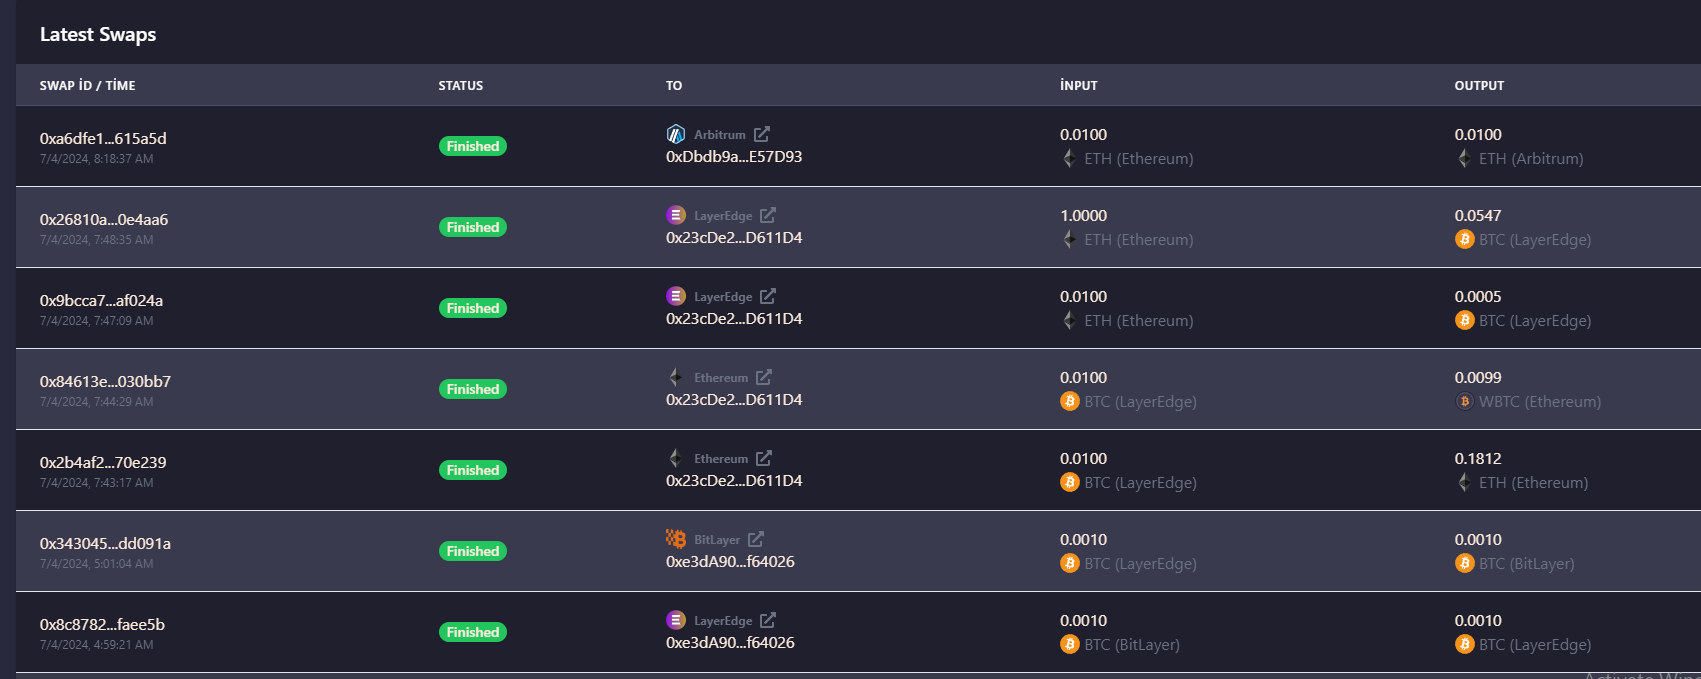 Latest Swaps
SWAP İD / TİME STATUS TO İNPUT OUTPUT
0xa6dfe1...615a5d
7/4/2024, 8:18:37 AM
Finished
Arbitrum
0xDbdb9a...E57D93
0.0100
ETH (Ethereum)
0.0100
ETH (Arbitrum)
0x26810a...0e4aa6
7/4/2024, 7:48:35 AM
Finished
LayerEdge
0x23cDe2...D611D4
1.0000
ETH (Ethereum)
0.0547
BTC (LayerEdge)
0x9bcca7...af024a
7/4/2024, 7:47:09 AM
Finished
LayerEdge
0x23cDe2...D611D4
0.0100
ETH (Ethereum)
0.0005
BTC (LayerEdge)
0x84613e...030bb7
7/4/2024, 7:44:29 AM
Finished
Ethereum
0x23cDe2...D611D4
0.0100
BTC (LayerEdge)
0.0099
WBTC (Ethereum)
0x2b4af2...70e239
7/4/2024, 7:43:17 AM
Finished
Ethereum
0x23cDe2...D611D4
0.0100
BTC (LayerEdge)
0.1812
ETH (Ethereum)
0x343045...dd091a
7/4/2024, 5:01:04 AM
Finished
BitLayer
0xe3dA90...f64026
0.0010
BTC (LayerEdge)
0.0010
BTC (BitLayer)
0x8c8782...faee5b
7/4/2024, 4:59:21 AM
Finished
LayerEdge
0xe3dA90...f64026
0.0010
BTC (BitLayer)
0.0010
BTC (LayerEdge)